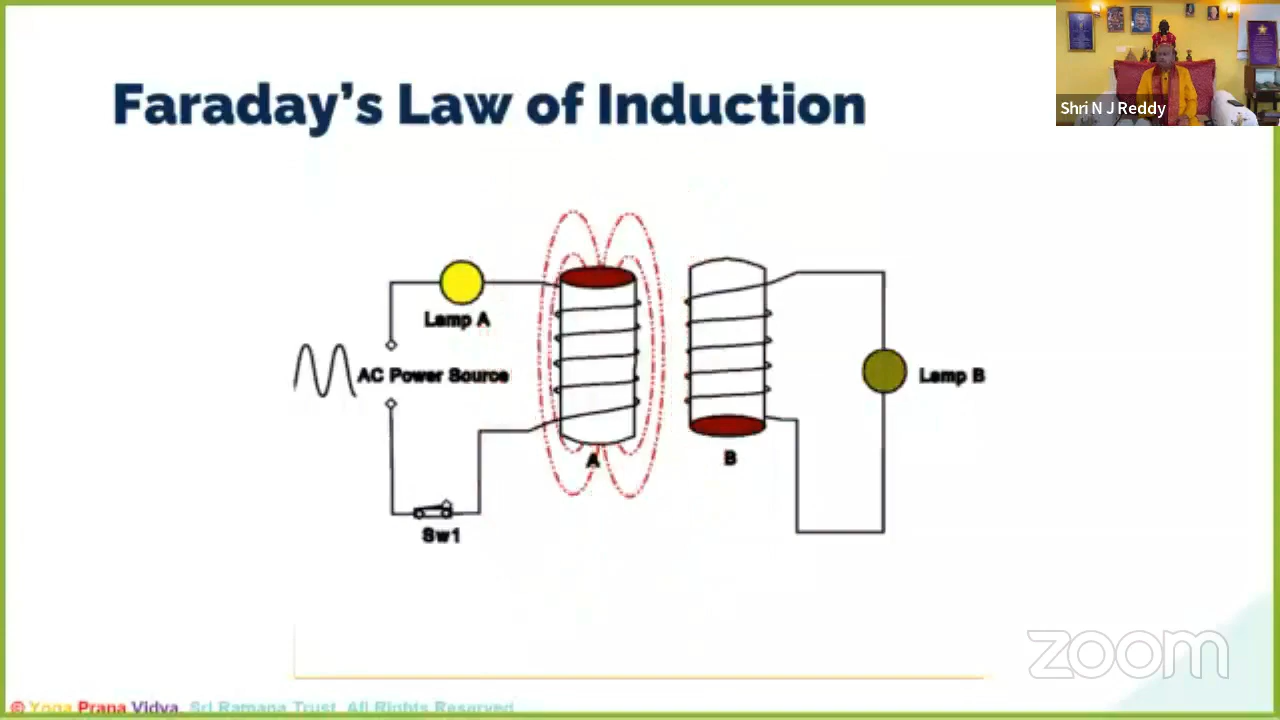 Faraday's Law of Induction
Shri N J Reddy
Lamp A
AC Power Source
Lamp B
A
B
Sw1
zoom
© Yoga Prana Vidya, Sri Ramana Trust. All Rights Reserved